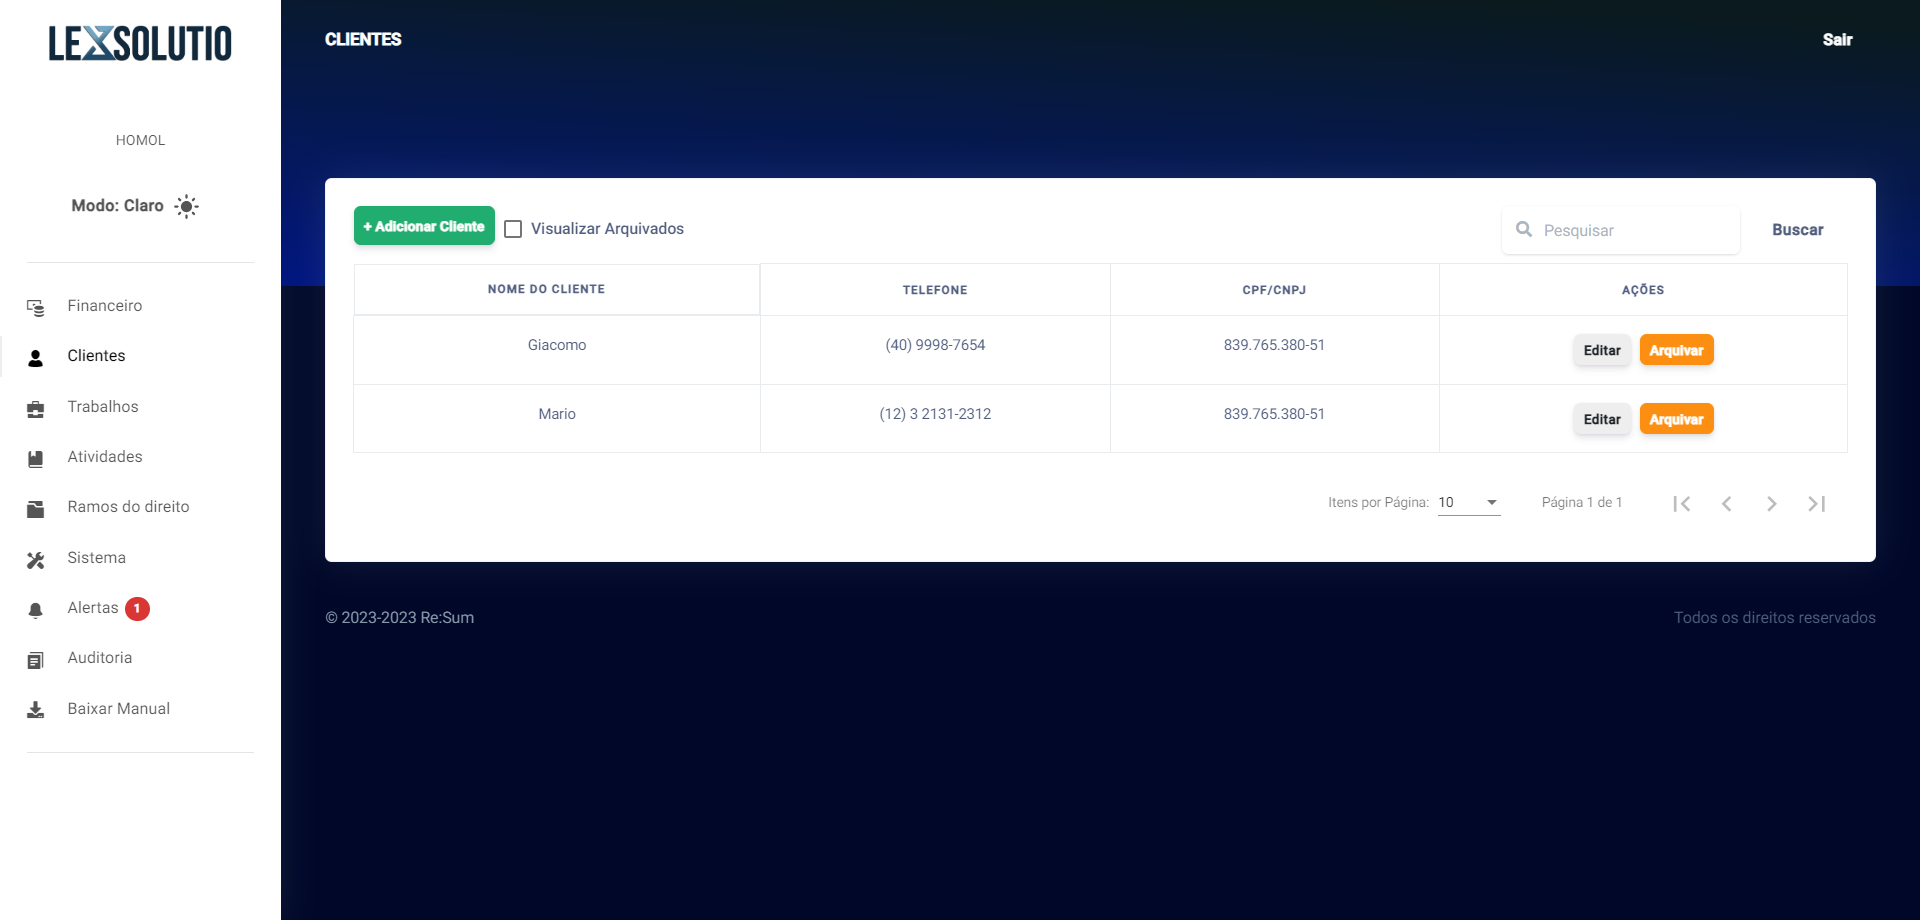 LEXSOLUTIO
HOMOL
Modo: Claro
Financeiro
Clientes
Trabalhos
Atividades
Ramos do direito
Sistema
Alertas 1
Auditoria
Baixar Manual
CLIENTES
Sair
+ Adicionar Cliente
Visualizar Arquivados
Pesquisar
Buscar
NOME DO CLIENTE TELEFONE CPF/CNPJ AÇÕES
Giacomo (40) 9998-7654 839.765.380-51 Editar Arquivar
Mario (12) 3 2131-2312 839.765.380-51 Editar Arquivar
Itens por Página: 10 Página 1 de 1
© 2023-2023 Re:Sum
Todos os direitos reservados